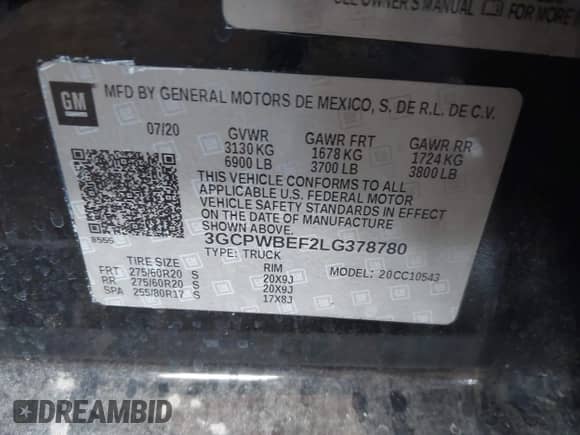 SEE OWNER'S MANUAL FOR MORE
GM
MFD BY GENERAL MOTORS DE MEXICO, S. DE R.L. DE C.V.
07/20 GVWR GAWR FRT GAWR RR
3130 KG 1678 KG 1724 KG
6900 LB 3700 LB 3800 LB
THIS VEHICLE CONFORMS TO ALL
APPLICABLE U.S. FEDERAL MOTOR
VEHICLE SAFETY STANDARDS IN EFFECT
ON THE DATE OF MANUFACTURE
SHOWN ABOVE.
3GCPWBEF2LG378780
8555 TYPE: TRUCK
TIRE SIZE RIM MODEL: 20CC10543
FRT 275/60R20 S 20X9J
RR 275/60R20 S 20X9J
SPA 255/80R17 S 17X8J
DREAMBID